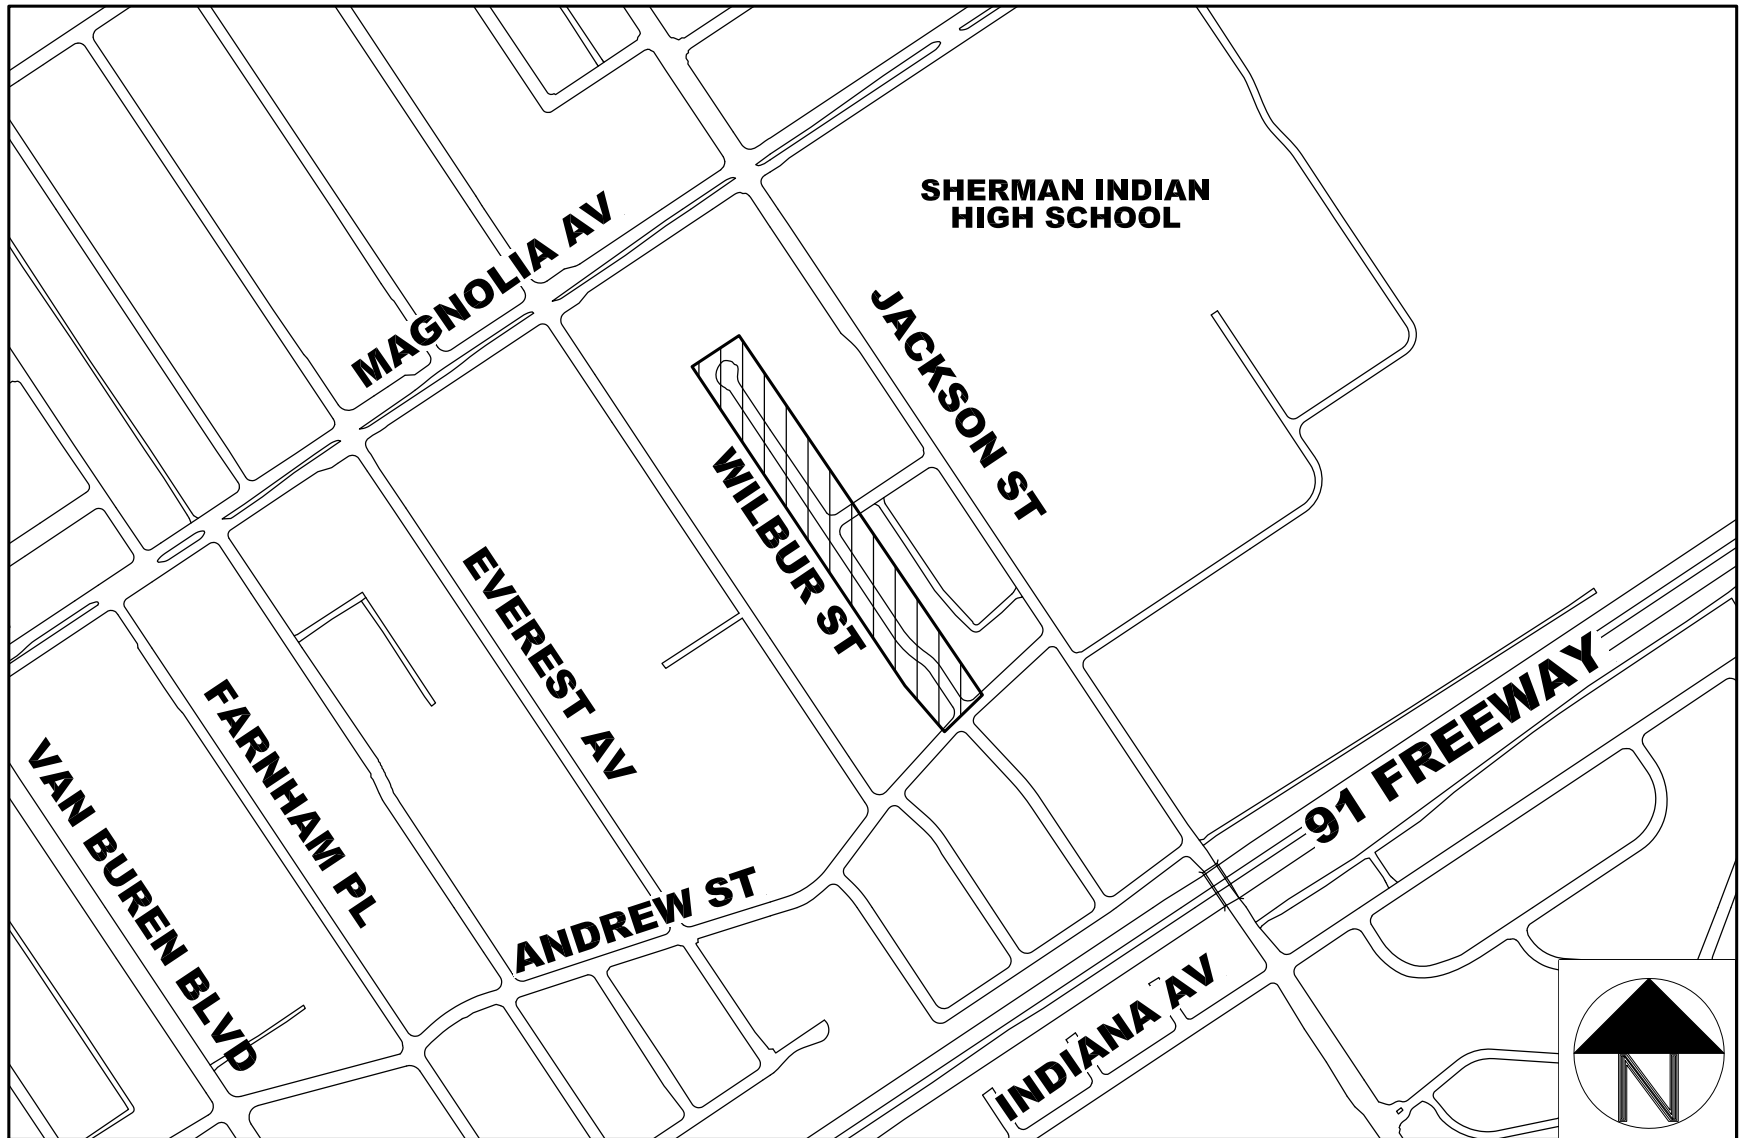 SHERMAN INDIAN
HIGH SCHOOL
MAGNOLIA AV
JACKSON ST
WILBUR ST
EVEREST AV
FARNHAM PL
VAN BUREN BLVD
91 FREEWAY
ANDREW ST
INDIANA AV
N